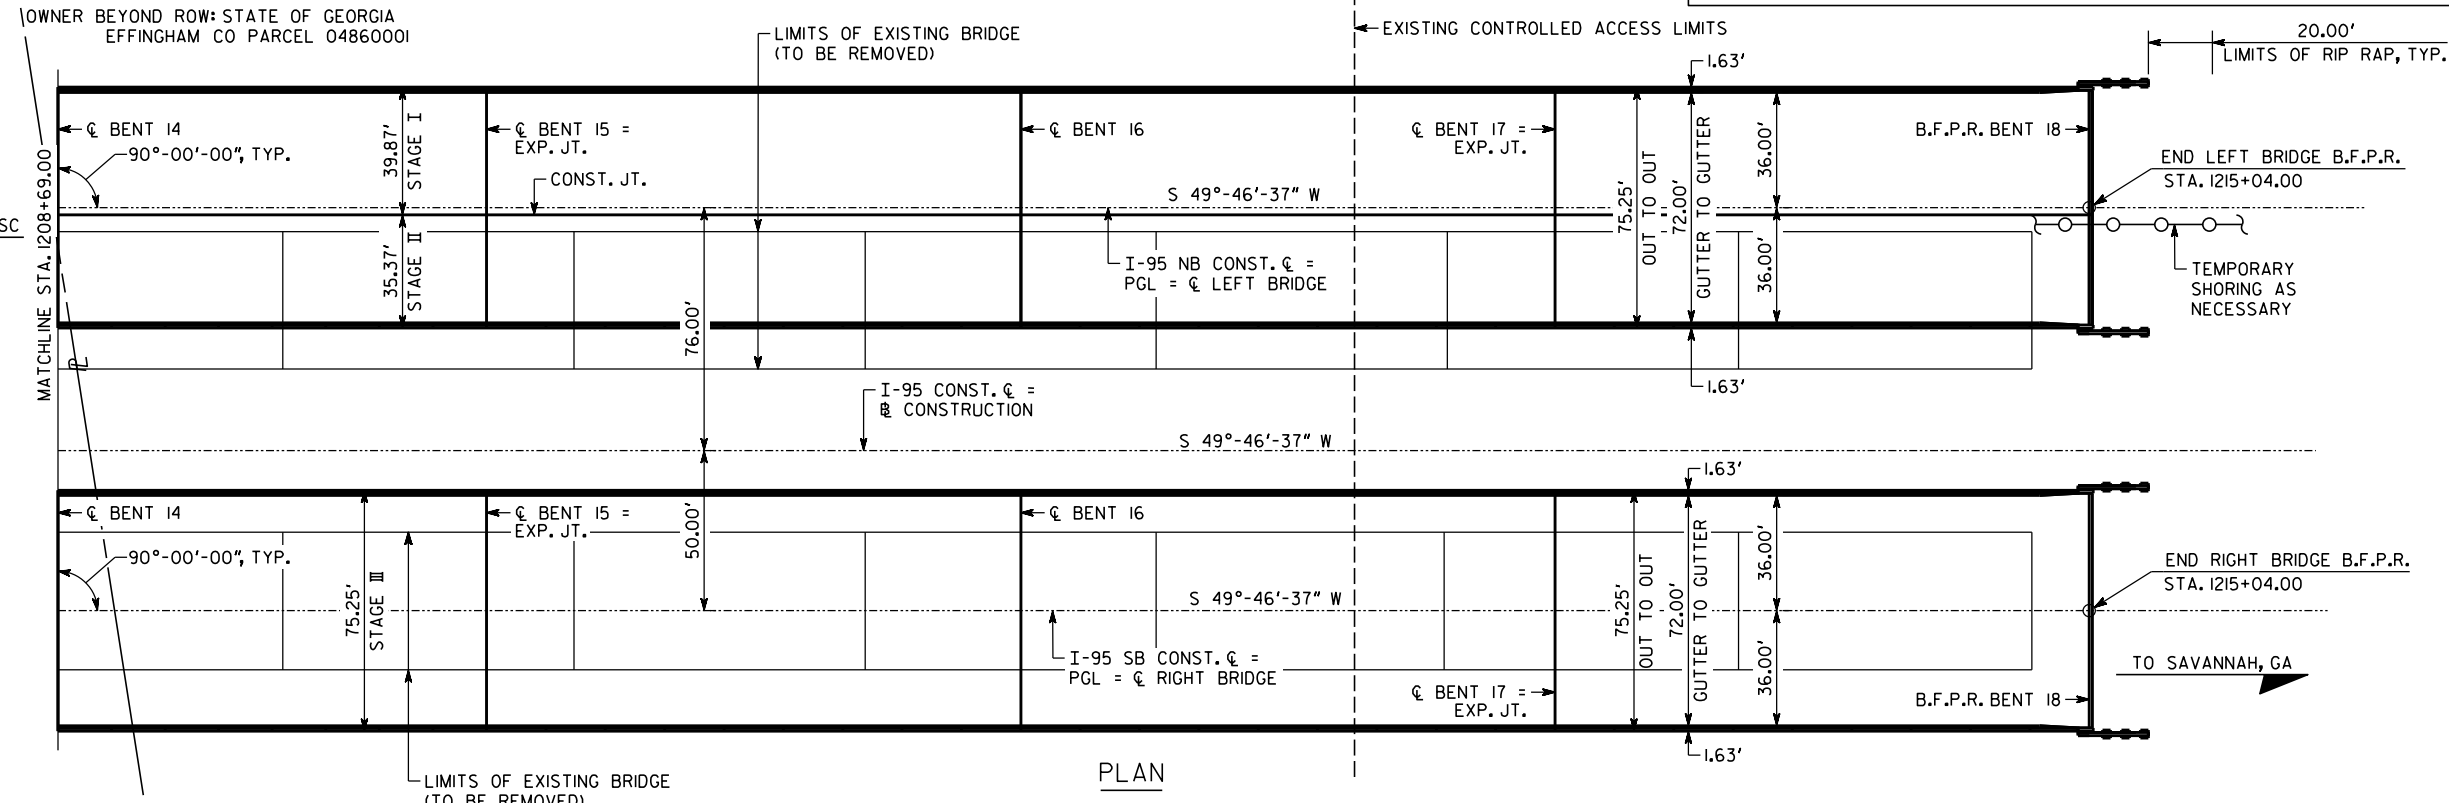 OWNER BEYOND ROW: STATE OF GEORGIA
EFFINGHAM CO PARCEL 04860001
LIMITS OF EXISTING BRIDGE
(TO BE REMOVED)
EXISTING CONTROLLED ACCESS LIMITS
20.00'
LIMITS OF RIP RAP, TYP.
1.63'
℄ BENT 14
90°-00'-00", TYP.
39.87'
STAGE I
℄ BENT 15 =
EXP. JT.
CONST. JT.
℄ BENT 16
℄ BENT 17 =
EXP. JT.
B.F.P.R. BENT 18
END LEFT BRIDGE B.F.P.R.
STA. 1215+04.00
S 49°-46'-37" W
75.25'
OUT TO OUT
72.00'
GUTTER TO GUTTER
36.00'
36.00'
SC
MATCHLINE STA. 1208+69.00
35.37'
STAGE II
I-95 NB CONST. ℄ =
PGL = ℄ LEFT BRIDGE
TEMPORARY
SHORING AS
NECESSARY
76.00'
PL
1.63'
I-95 CONST. ℄ =
BL CONSTRUCTION
S 49°-46'-37" W
1.63'
℄ BENT 14
90°-00'-00", TYP.
75.25'
STAGE III
℄ BENT 15 =
EXP. JT.
50.00'
℄ BENT 16
S 49°-46'-37" W
I-95 SB CONST. ℄ =
PGL = ℄ RIGHT BRIDGE
℄ BENT 17 =
EXP. JT.
75.25'
OUT TO OUT
72.00'
GUTTER TO GUTTER
36.00'
36.00'
END RIGHT BRIDGE B.F.P.R.
STA. 1215+04.00
TO SAVANNAH, GA
B.F.P.R. BENT 18
1.63'
LIMITS OF EXISTING BRIDGE
(TO BE REMOVED)
PLAN